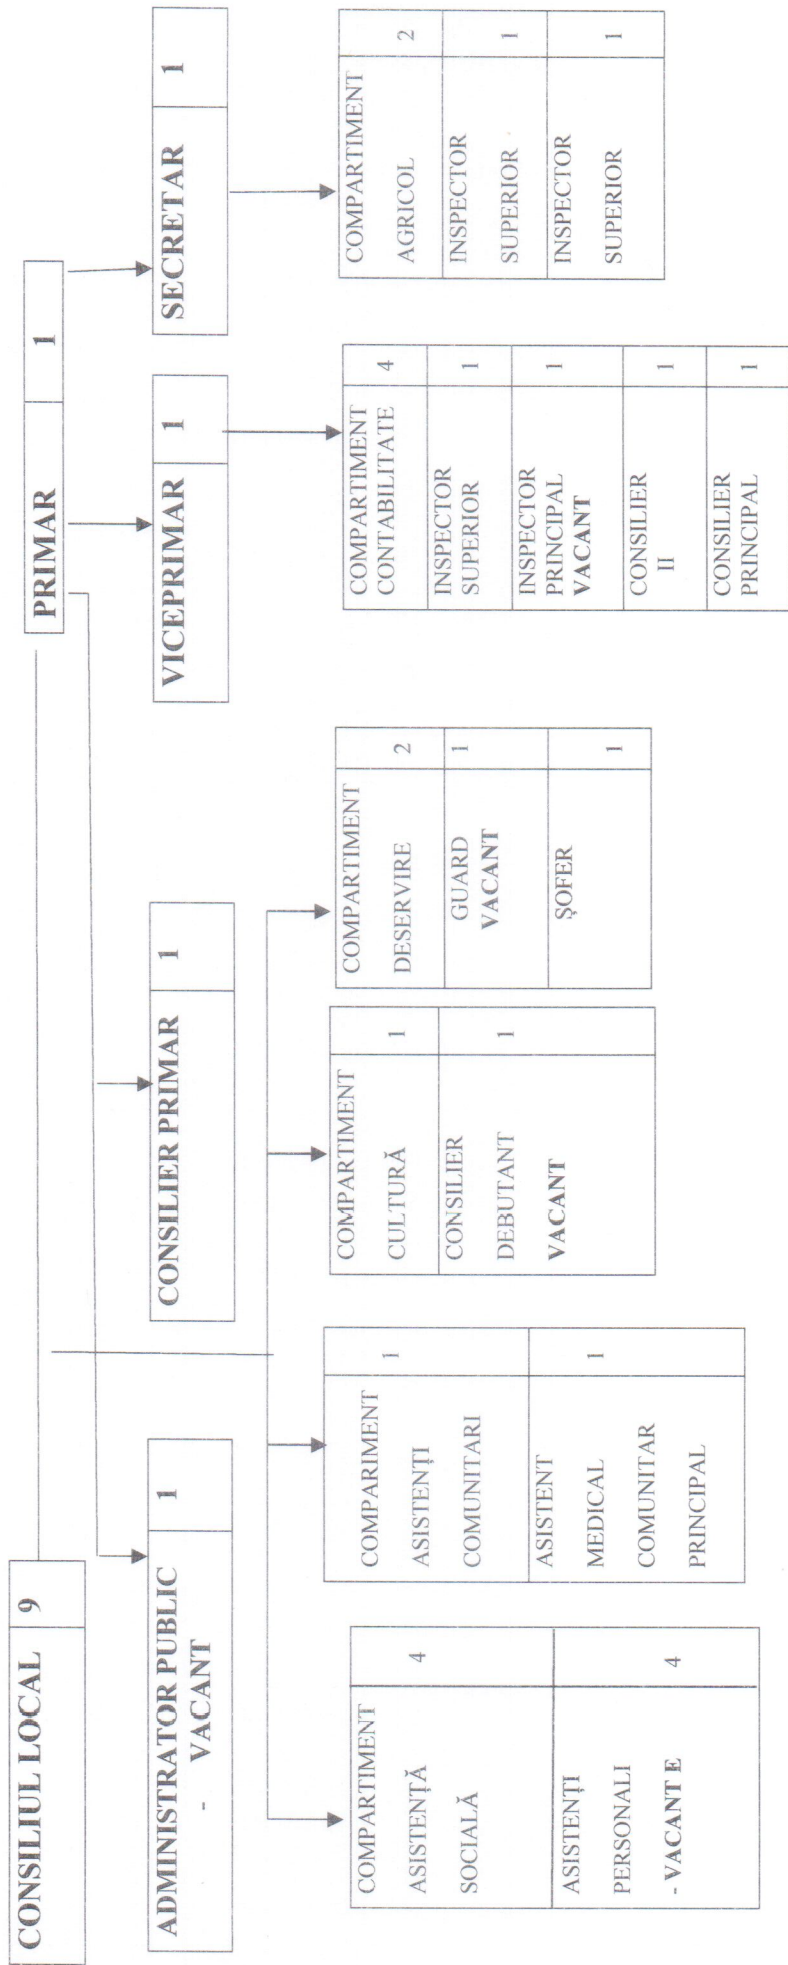 CONSILIUL LOCAL 9
PRIMAR 1
ADMINISTRATOR PUBLIC 1
- VACANT
CONSILIER PRIMAR 1
VICEPRIMAR 1
SECRETAR 1
COMPARTIMENT
ASISTENȚĂ 4
SOCIALĂ
ASISTENȚI
PERSONALI 4
- VACANT E
COMPARIMENT 1
ASISTENȚI
COMUNITARI
ASISTENT
MEDICAL 1
COMUNITAR
PRINCIPAL
COMPARTIMENT
CULTURĂ 1
CONSILIER
DEBUTANT 1
VACANT
COMPARTIMENT
DESERVIRE 2
GUARD 1
VACANT
ȘOFER
1
COMPARTIMENT 4
CONTABILITATE
INSPECTOR
SUPERIOR 1
INSPECTOR 1
PRINCIPAL
VACANT
CONSILIER 1
II
CONSILIER 1
PRINCIPAL
COMPARTIMENT
AGRICOL 2
INSPECTOR
SUPERIOR 1
INSPECTOR
SUPERIOR 1